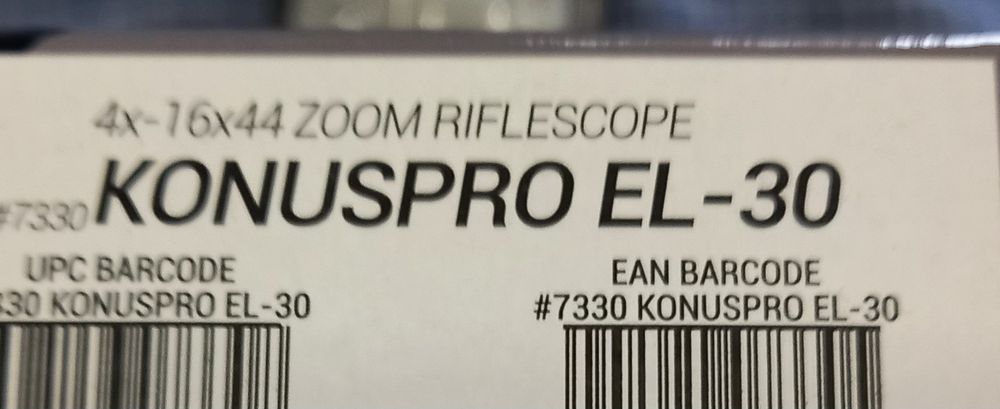 4x-16x44 ZOOM RIFLESCOPE
#7330 KONUSPRO EL-30
UPC BARCODE
330 KONUSPRO EL-30
EAN BARCODE
#7330 KONUSPRO EL-30